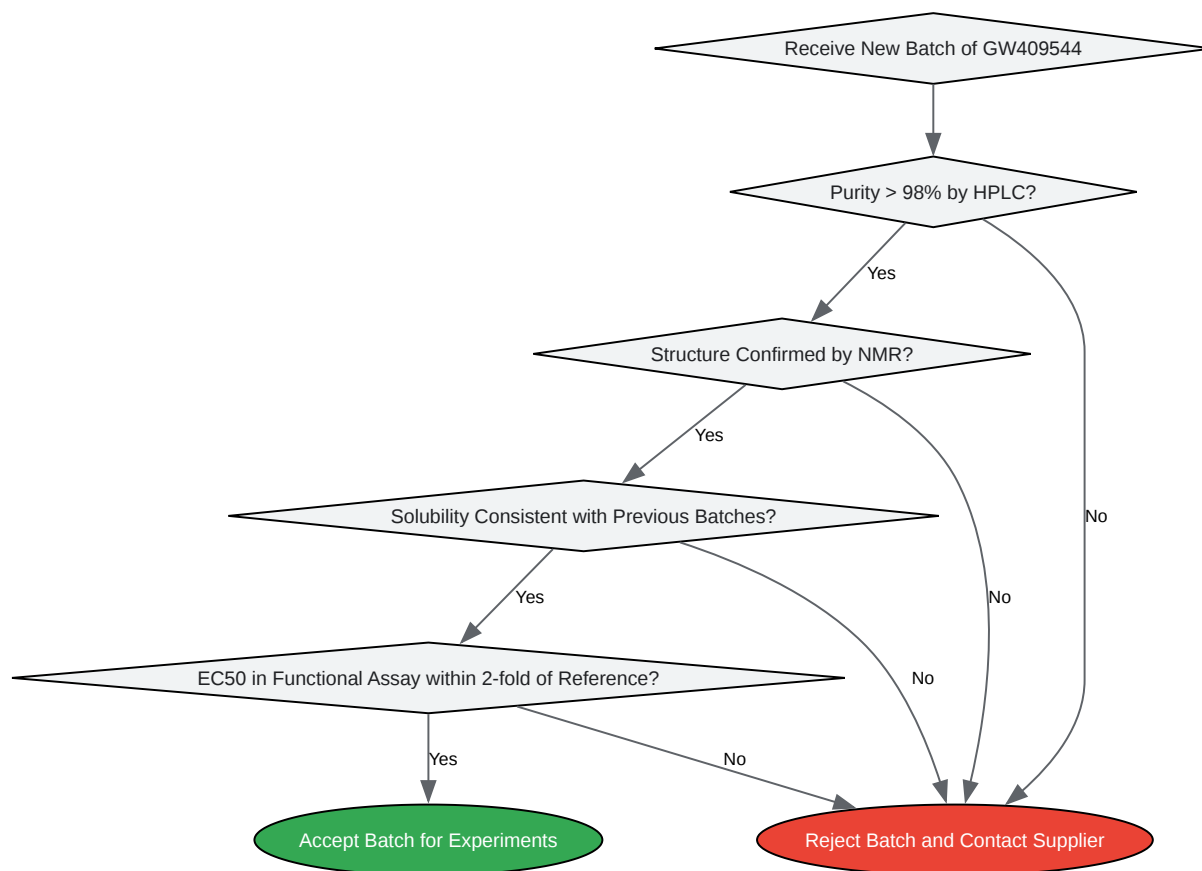 Receive New Batch of GW409544
Purity > 98% by HPLC?
Yes
Structure Confirmed by NMR?
Yes
No
Solubility Consistent with Previous Batches?
Yes
No
EC50 in Functional Assay within 2-fold of Reference?
No
Yes
No
Accept Batch for Experiments
Reject Batch and Contact Supplier